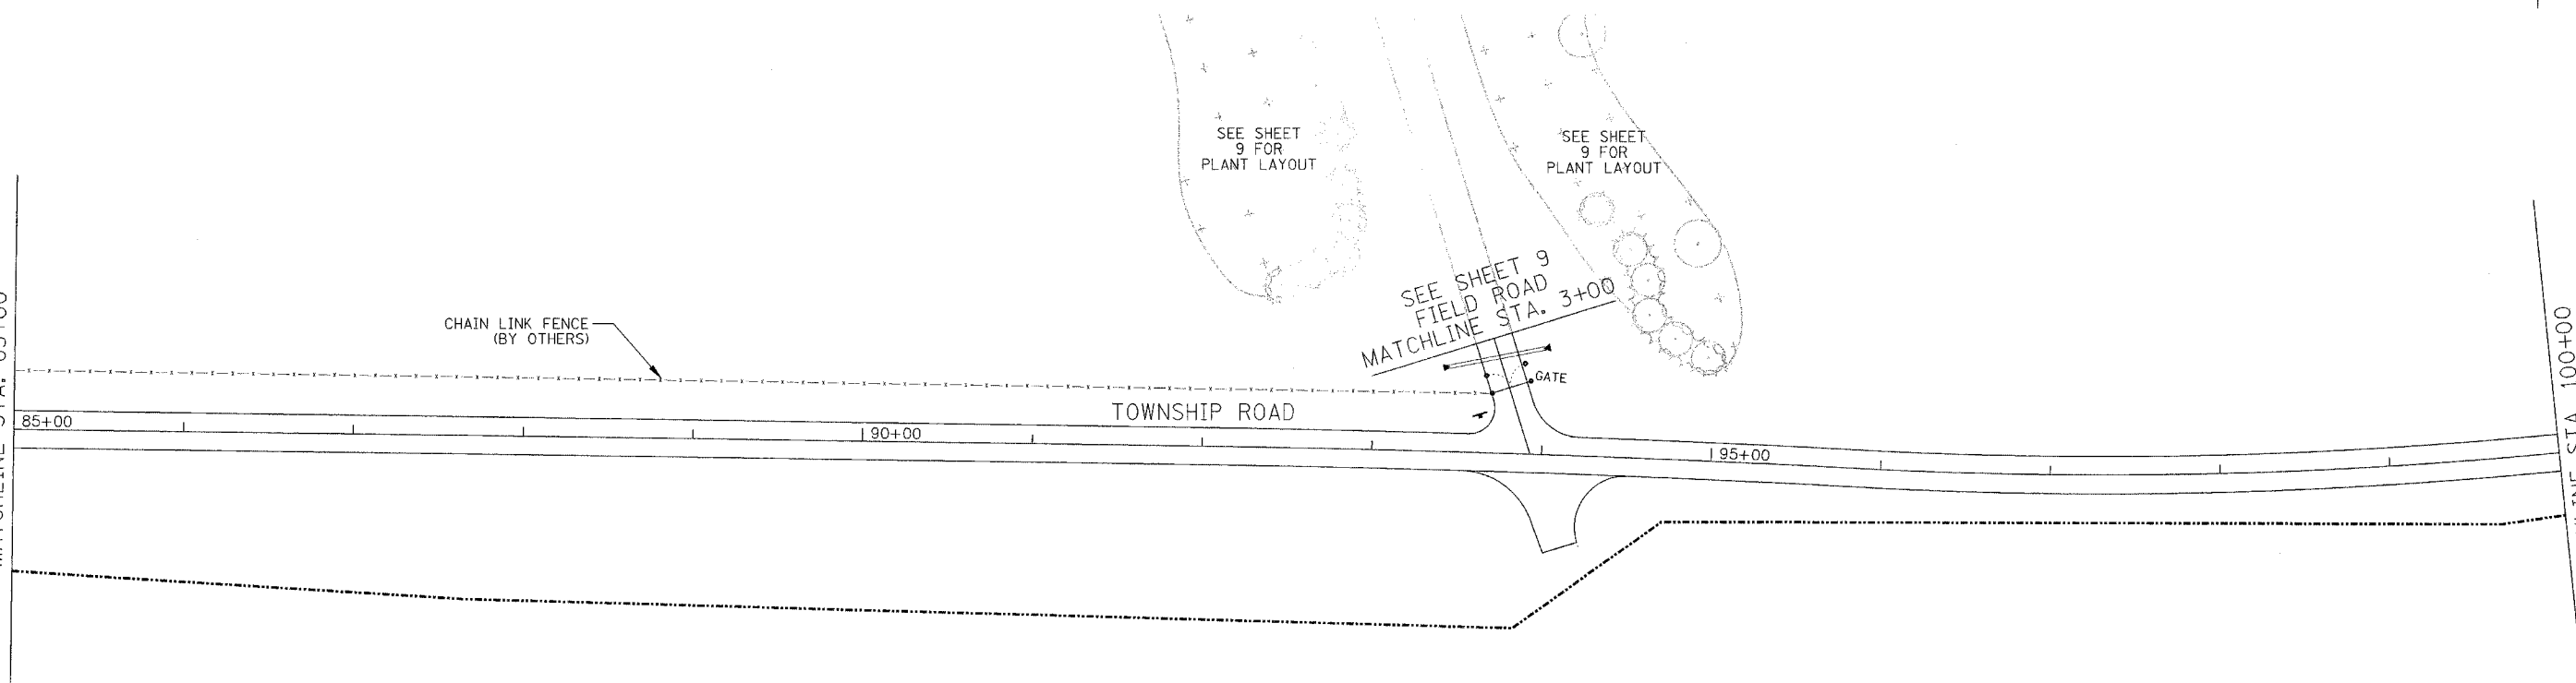 SEE SHEET
9 FOR
PLANT LAYOUT
SEE SHEET
9 FOR
PLANT LAYOUT
SEE SHEET 9
FIELD ROAD
MATCHLINE STA. 3+00
CHAIN LINK FENCE
(BY OTHERS)
GATE
TOWNSHIP ROAD
85+00
90+00
95+00
100+00